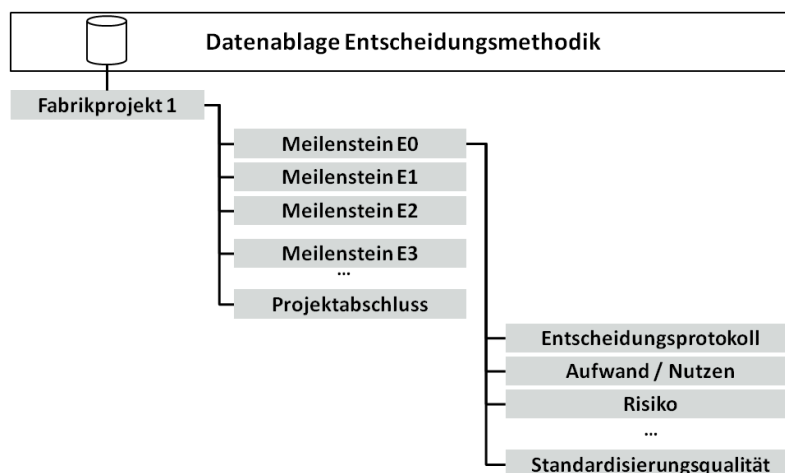 Datenablage Entscheidungsmethodik
Fabrikprojekt 1
Meilenstein E0
Meilenstein E1
Meilenstein E2
Meilenstein E3
...
Projektabschluss
Entscheidungsprotokoll
Aufwand / Nutzen
Risiko
...
Standardisierungsqualität